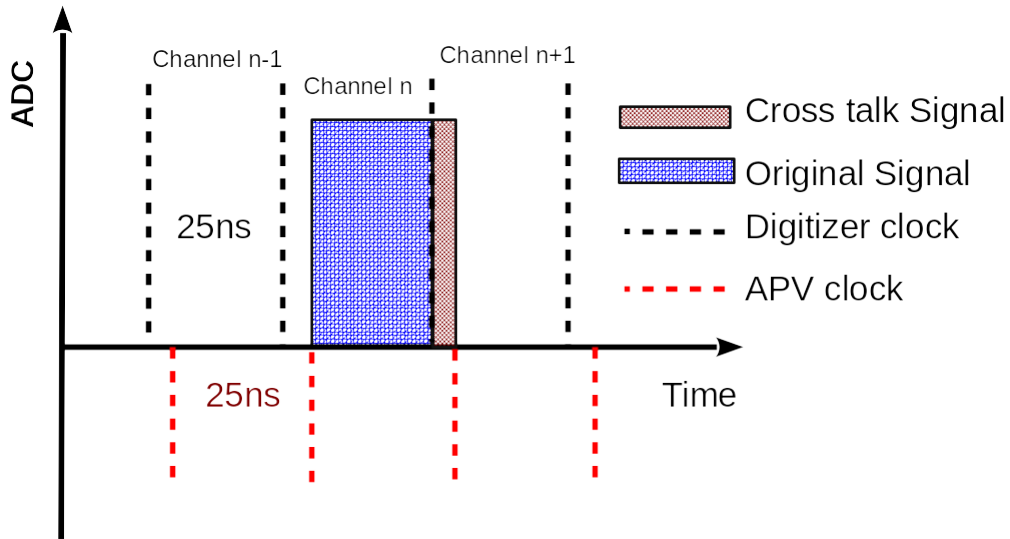 ADC
Channel n-1
Channel n
Channel n+1
25ns
25ns
Time
Cross talk Signal
Original Signal
Digitizer clock
APV clock